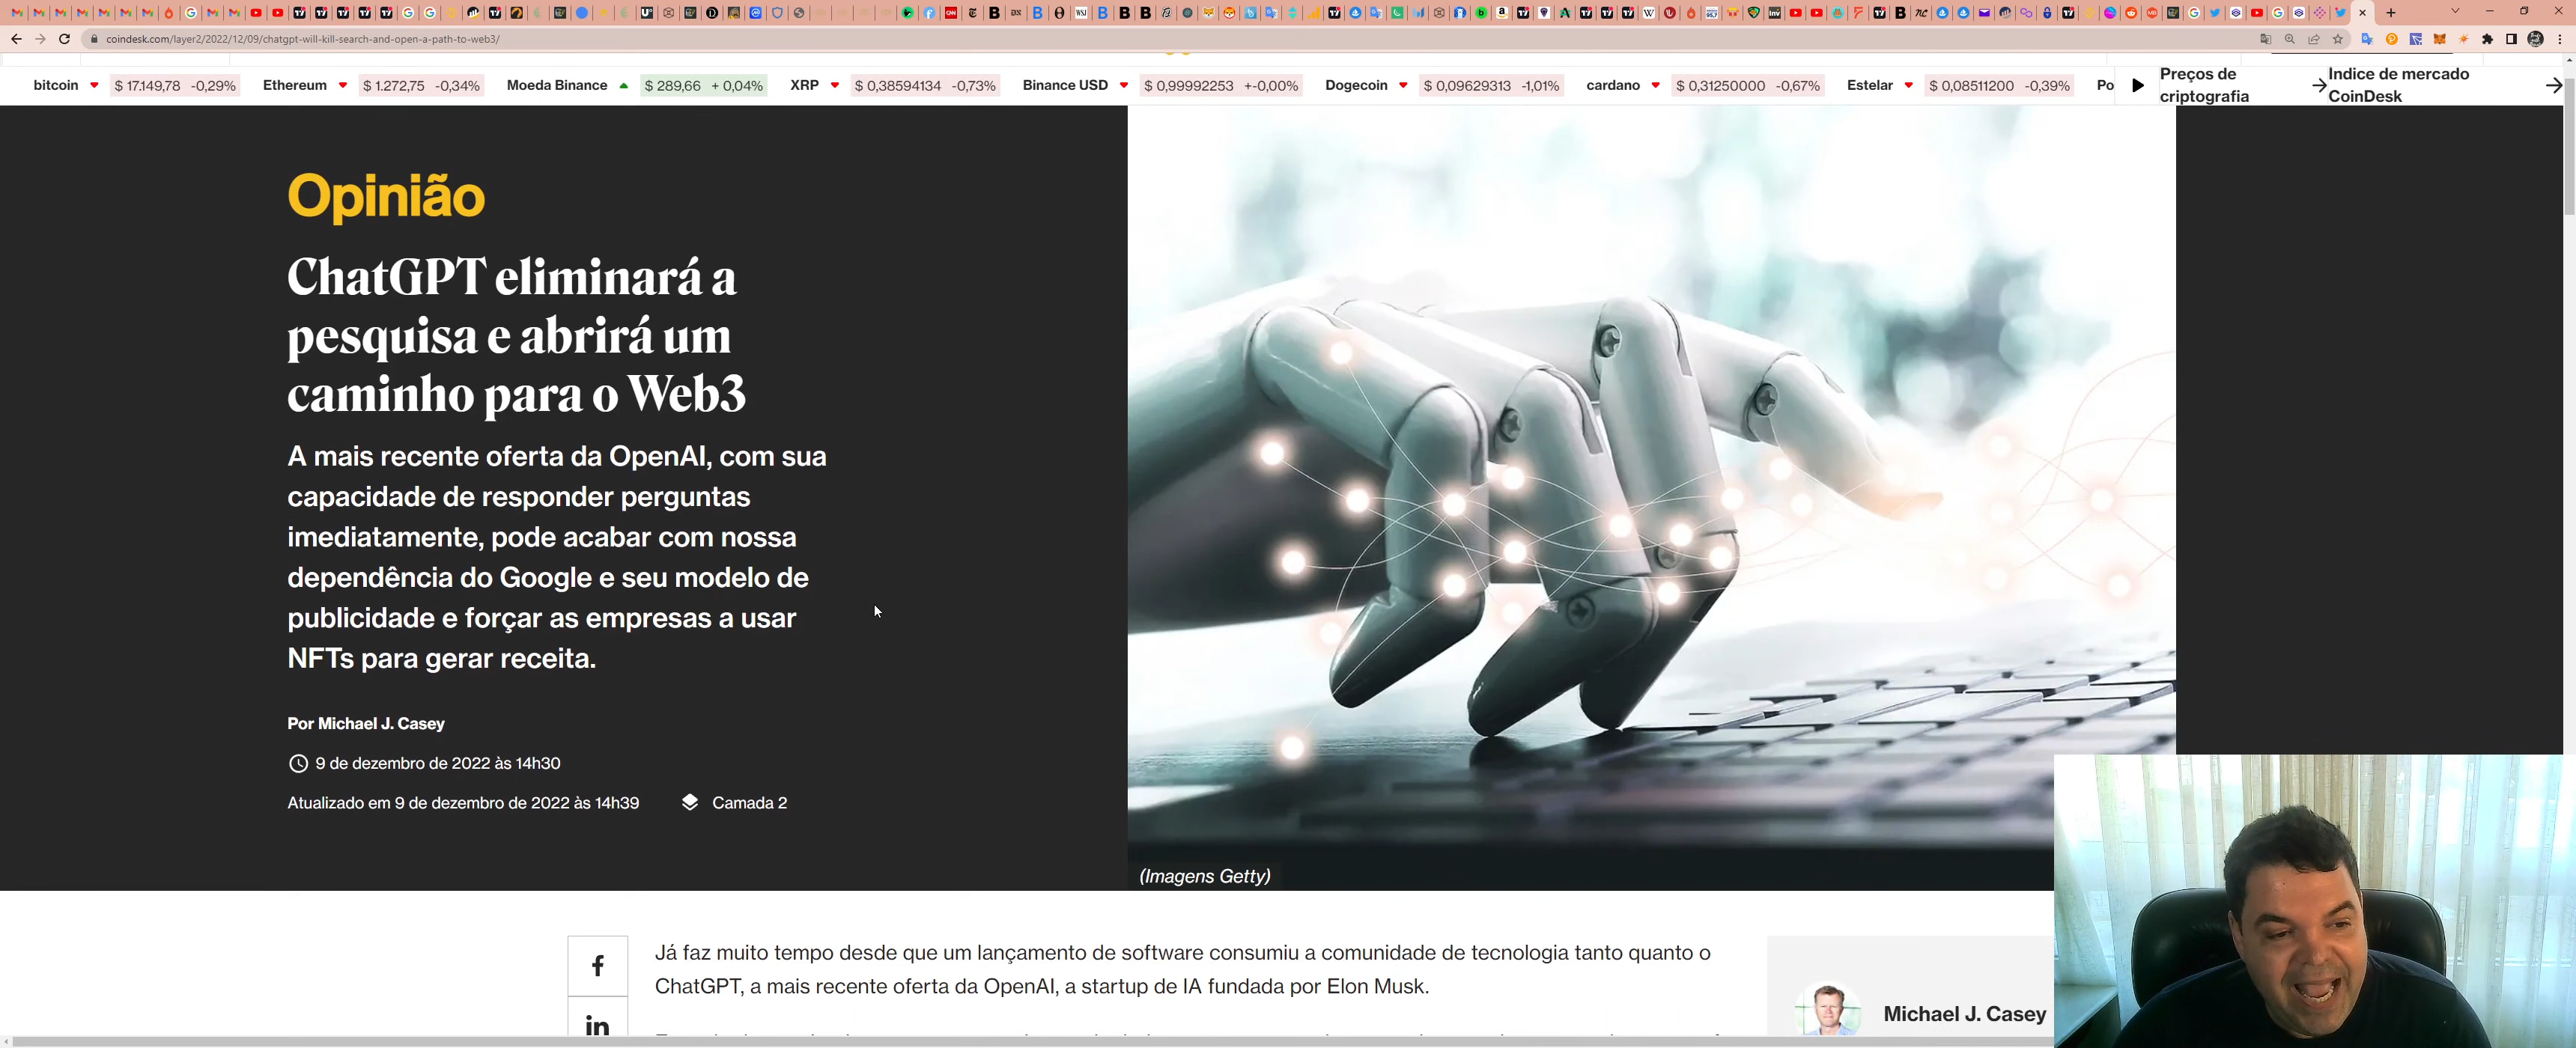 coindesk.com/layer2/2022/12/09/chatgpt-will-kill-search-and-open-a-path-to-web3/
bitcoin $ 17.149,78 -0,29% Ethereum $ 1.272,75 -0,34% Moeda Binance $ 289,66 + 0,04% XRP $ 0,38594134 -0,73% Binance USD $ 0,99992253 +-0,00% Dogecoin $ 0,09629313 -1,01% cardano $ 0,31250000 -0,67% Estelar $ 0,08511200 -0,39% Po
Preços de criptografia
Indice de mercado CoinDesk
Opinião
ChatGPT eliminará a
pesquisa e abrirá um
caminho para o Web3
A mais recente oferta da OpenAI, com sua
capacidade de responder perguntas
imediatamente, pode acabar com nossa
dependência do Google e seu modelo de
publicidade e forçar as empresas a usar
NFTs para gerar receita.
Por Michael J. Casey
9 de dezembro de 2022 às 14h30
Atualizado em 9 de dezembro de 2022 às 14h39 Camada 2
(Imagens Getty)
Já faz muito tempo desde que um lançamento de software consumiu a comunidade de tecnologia tanto quanto o
ChatGPT, a mais recente oferta da OpenAI, a startup de IA fundada por Elon Musk.
Michael J. Casey